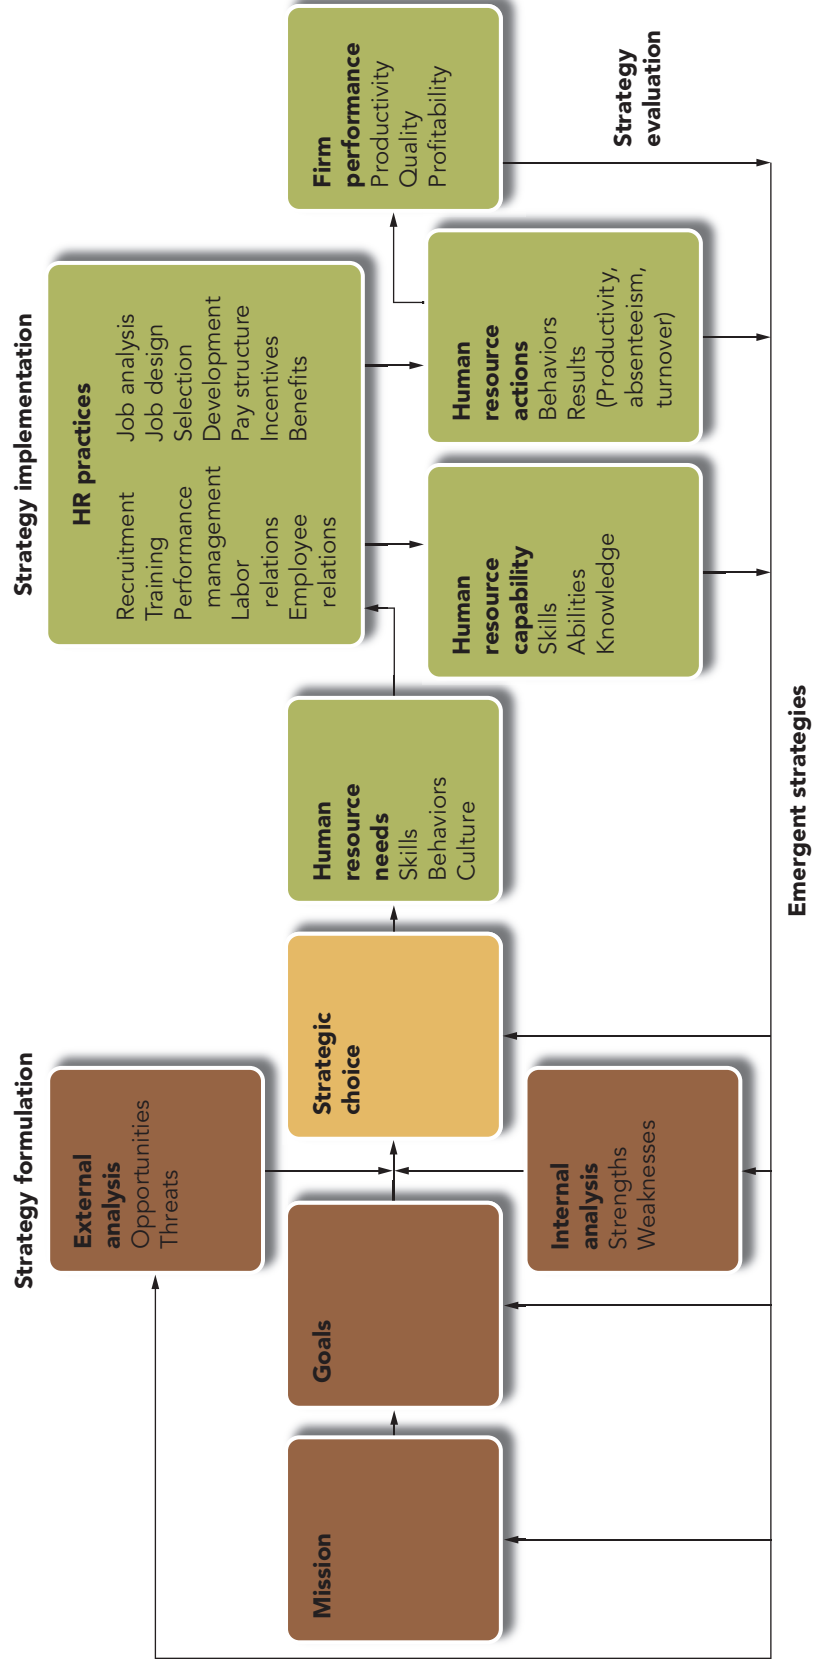 Strategy formulation
Strategy implementation
External
analysis
Opportunities
Threats
Mission
Goals
Strategic
choice
Internal
analysis
Strengths
Weaknesses
Human
resource
needs
Skills
Behaviors
Culture
HR practices
Recruitment
Training
Performance
management
Labor
relations
Employee
relations
Job analysis
Job design
Selection
Development
Pay structure
Incentives
Benefits
Human
resource
capability
Skills
Abilities
Knowledge
Human
resource
actions
Behaviors
Results
(Productivity,
absenteeism,
turnover)
Firm
performance
Productivity
Quality
Profitability
Strategy
evaluation
Emergent strategies